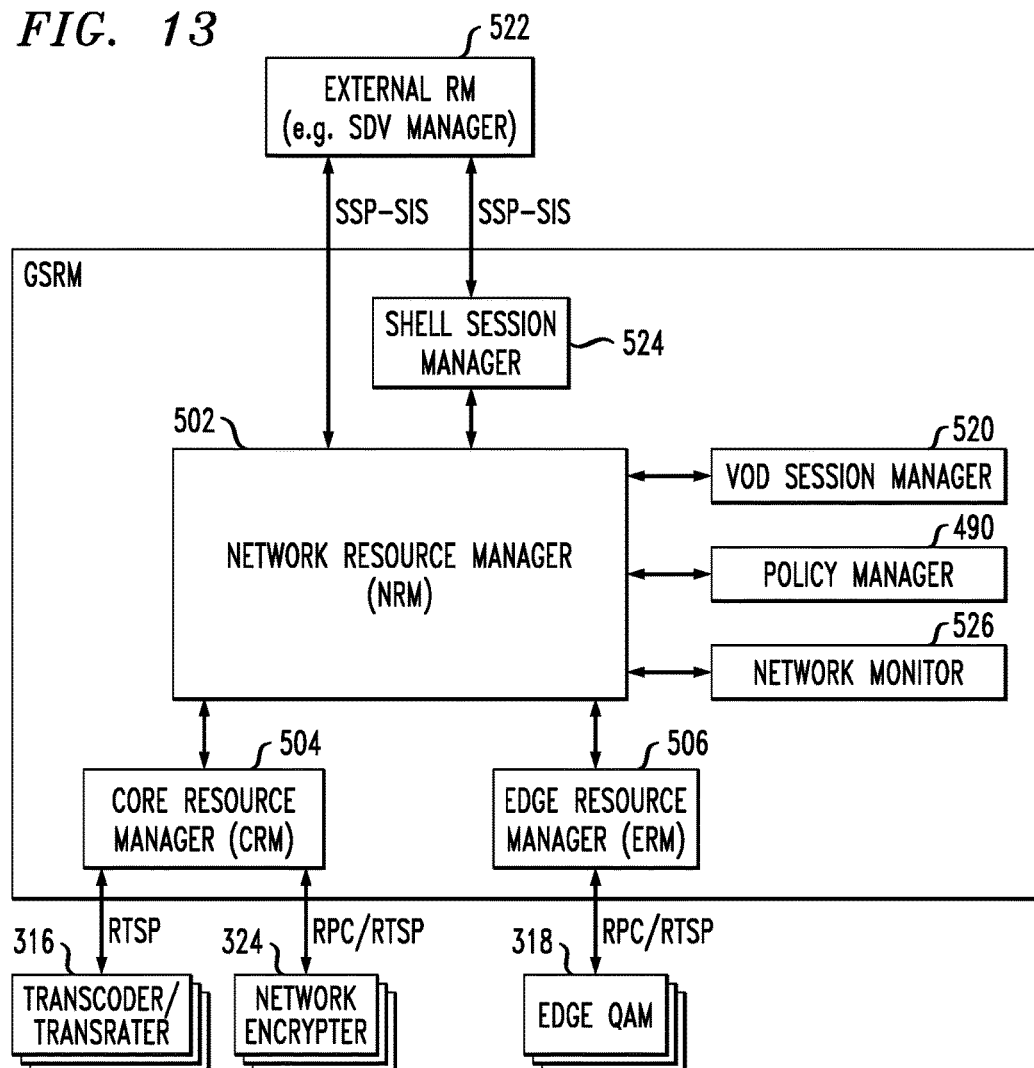 FIG. 13
522
EXTERNAL RM
(e.g. SDV MANAGER)
SSP-SIS
SSP-SIS
GSRM
SHELL SESSION
MANAGER
524
502
520
VOD SESSION MANAGER
NETWORK RESOURCE MANAGER
(NRM)
490
POLICY MANAGER
526
NETWORK MONITOR
504
506
CORE RESOURCE
MANAGER (CRM)
EDGE RESOURCE
MANAGER (ERM)
RTSP
RPC/RTSP
RPC/RTSP
316
324
318
TRANSCODER/
TRANSRATER
NETWORK
ENCRYPTER
EDGE QAM